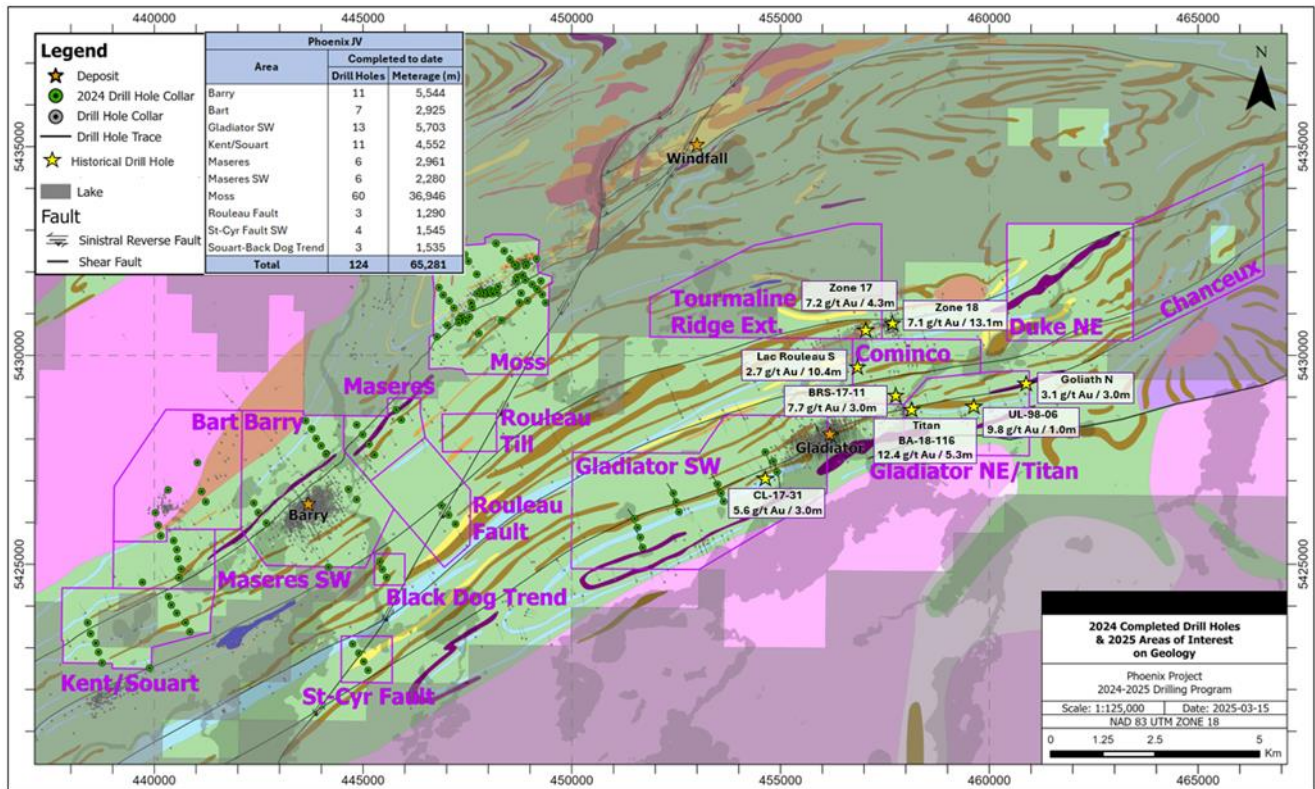 440000 445000 450000 455000 460000 465000
Legend
Deposit
2024 Drill Hole Collar
Drill Hole Collar
Drill Hole Trace
Historical Drill Hole
Lake
Fault
Sinistral Reverse Fault
Shear Fault
Phoenix JV
Area Completed to date
Drill Holes Meterage (m)
Barry 11 5,544
Bart 7 2,925
Gladiator SW 13 5,703
Kent/Souart 11 4,552
Maseres 6 2,961
Maseres SW 6 2,280
Moss 60 36,946
Rouleau Fault 3 1,290
St-Cyr Fault SW 4 1,545
Souart-Back Dog Trend 3 1,535
Total 124 65,281
N
5435000 5435000
Windfall
Zone 17
7.2 g/t Au / 4.3m
Tourmaline
Ridge Ext.
Zone 18
7.1 g/t Au / 13.1m
Duke NE
Chanceux
5430000 5430000
Moss
Cominco
Lac Rouleau S
2.7 g/t Au / 10.4m
Goliath N
3.1 g/t Au / 3.0m
Maseres
BRS-17-11
7.7 g/t Au / 3.0m
UL-98-06
9.8 g/t Au / 1.0m
Bart Barry
Rouleau
Till
Titan
BA-18-116
12.4 g/t Au / 5.3m
Gladiator
Gladiator SW
Gladiator NE/Titan
CL-17-31
5.6 g/t Au / 3.0m
Barry
Rouleau
Fault
5425000 5425000
Maseres SW
Black Dog Trend
Kent/Souart
St-Cyr Fault
2024 Completed Drill Holes
& 2025 Areas of Interest
on Geology
Phoenix Project
2024-2025 Drilling Program
Scale: 1:125,000 Date: 2025-03-15
NAD 83 UTM ZONE 18
0 1.25 2.5 5
Km
440000 445000 450000 455000 460000 465000